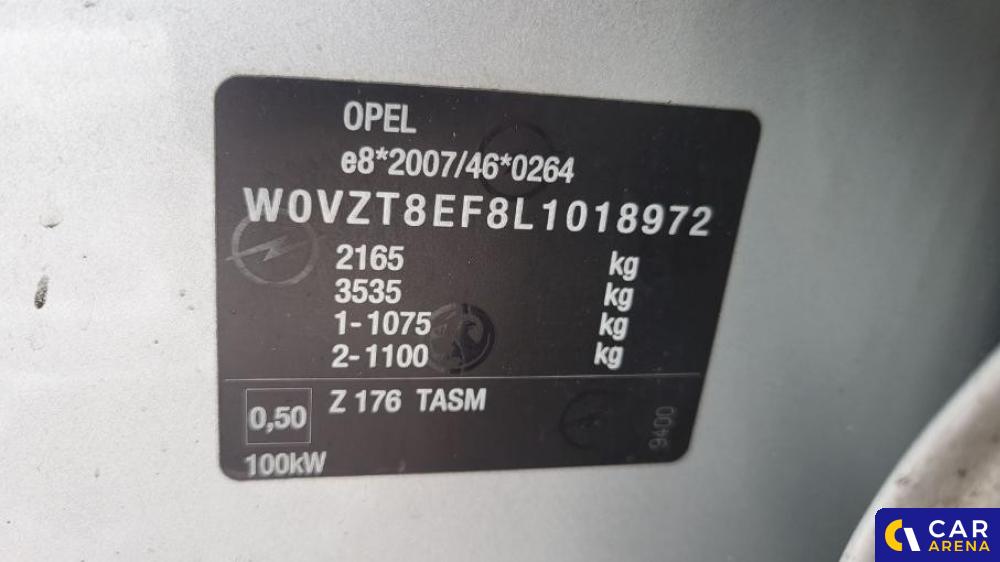 OPEL
e8*2007/46*0264
W0VZT8EF8L1018972
2165 kg
3535 kg
1-1075 kg
2-1100 kg
0,50 Z 176 TASM
100kW
9400
CAR
ARENA